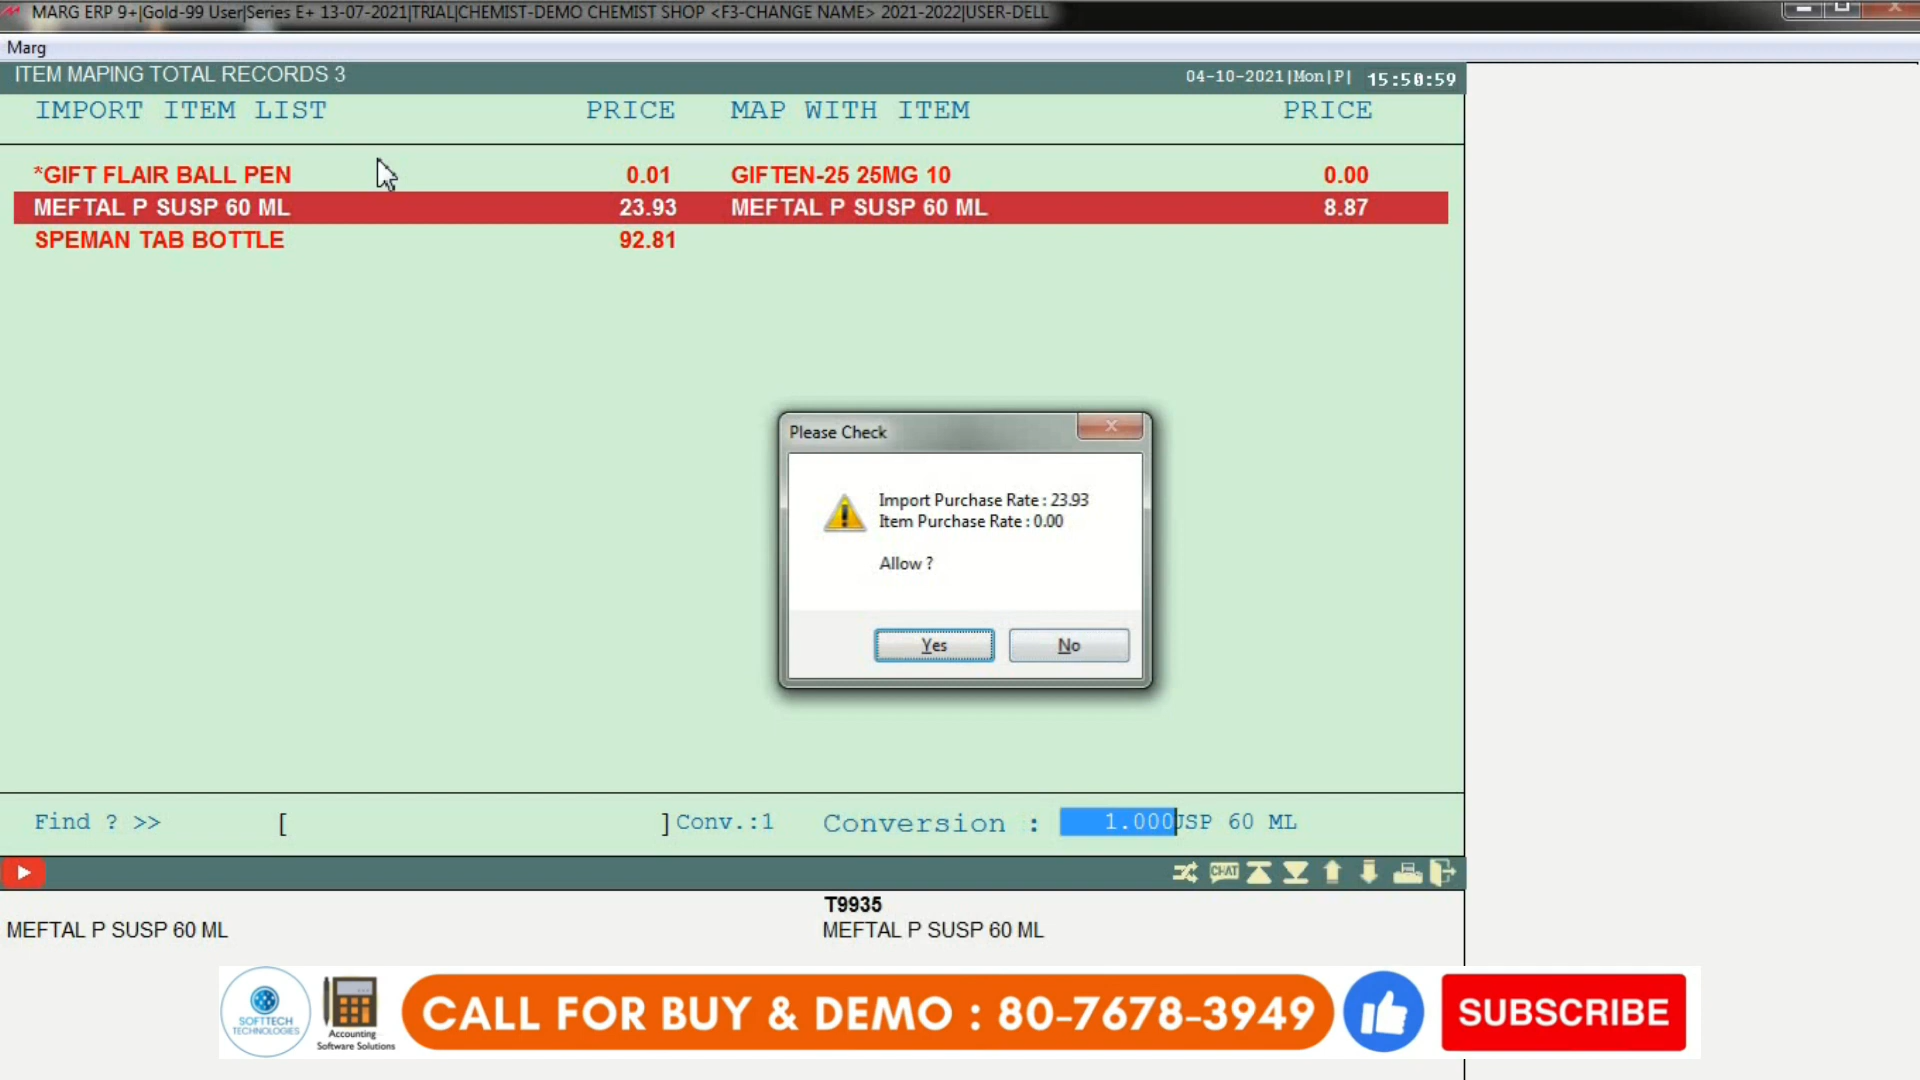 MARG ERP 9+|Gold-99 User|Series E+ 13-07-2021|TRIAL|CHEMIST-DEMO CHEMIST SHOP <F3-CHANGE NAME> 2021-2022|USER-DELL
Marg
ITEM MAPING TOTAL RECORDS 3 04-10-2021|Mon|P| 15:50:59
IMPORT ITEM LIST PRICE MAP WITH ITEM PRICE
*GIFT FLAIR BALL PEN 0.01 GIFTEN-25 25MG 10 0.00
MEFTAL P SUSP 60 ML 23.93 MEFTAL P SUSP 60 ML 8.87
SPEMAN TAB BOTTLE 92.81
Please Check
Import Purchase Rate : 23.93
Item Purchase Rate : 0.00
Allow ?
Yes No
Find ? >> [ ]Conv.:1 Conversion : 1.000USP 60 ML
CHAT
T9935
MEFTAL P SUSP 60 ML MEFTAL P SUSP 60 ML
SOFTTECH
TECHNOLOGIES
Accounting
Software Solutions
CALL FOR BUY & DEMO : 80-7678-3949
SUBSCRIBE